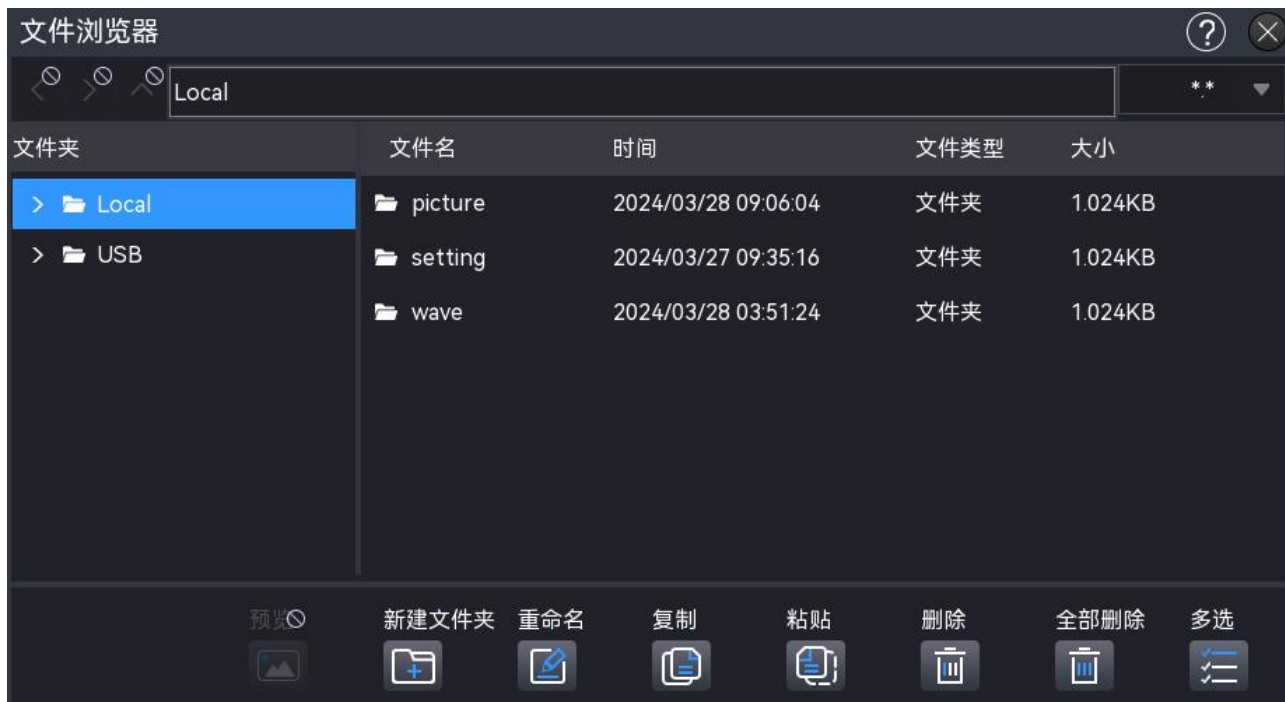 文件浏览器
Local *.*
文件夹 文件名 时间 文件类型 大小
Local picture 2024/03/28 09:06:04 文件夹 1.024KB
USB setting 2024/03/27 09:35:16 文件夹 1.024KB
wave 2024/03/28 03:51:24 文件夹 1.024KB
预览 新建文件夹 重命名 复制 粘贴 删除 全部删除 多选